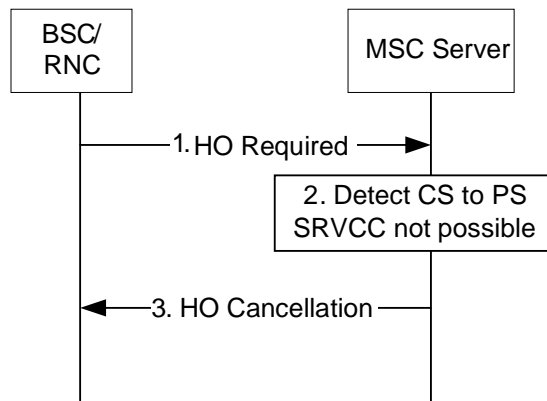 BSC/
RNC
MSC Server
1. HO Required
2. Detect CS to PS
SRVCC not possible
3. HO Cancellation